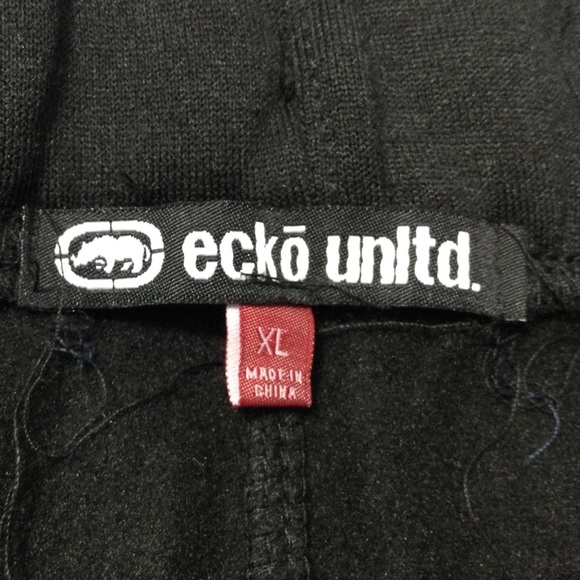 eckō unltd.
XL
MADE IN
CHINA